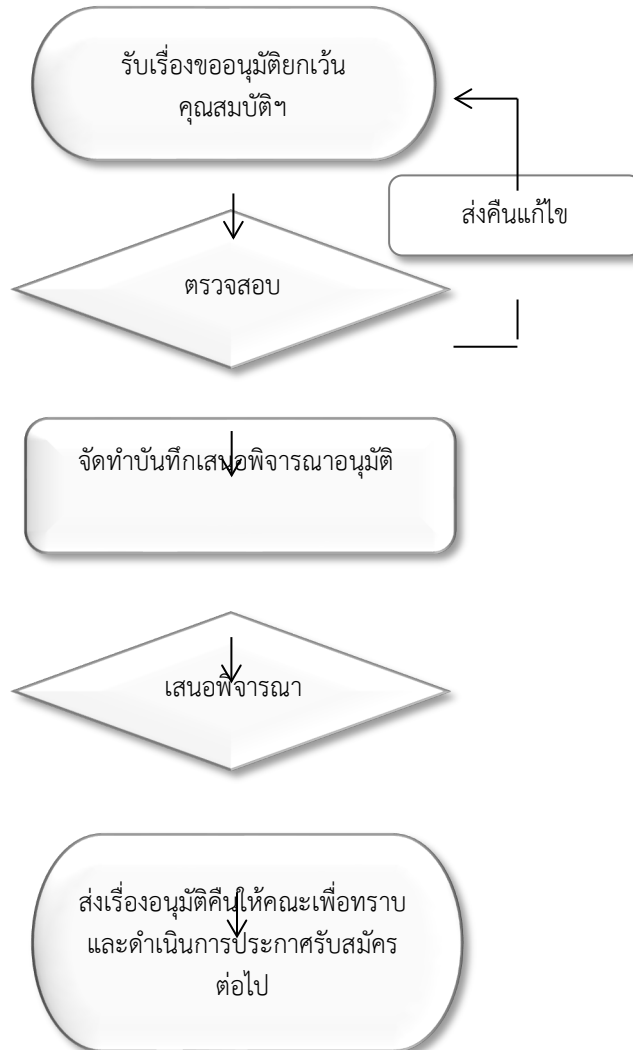 รับเรื่องขออนุมัติยกเว้น
คุณสมบัติฯ
ส่งคืนแก้ไข
ตรวจสอบ
จัดทำบันทึกเสนอพิจารณาอนุมัติ
เสนอพิจารณา
ส่งเรื่องอนุมัติคืนให้คณะเพื่อทราบ
และดำเนินการประกาศรับสมัคร
ต่อไป